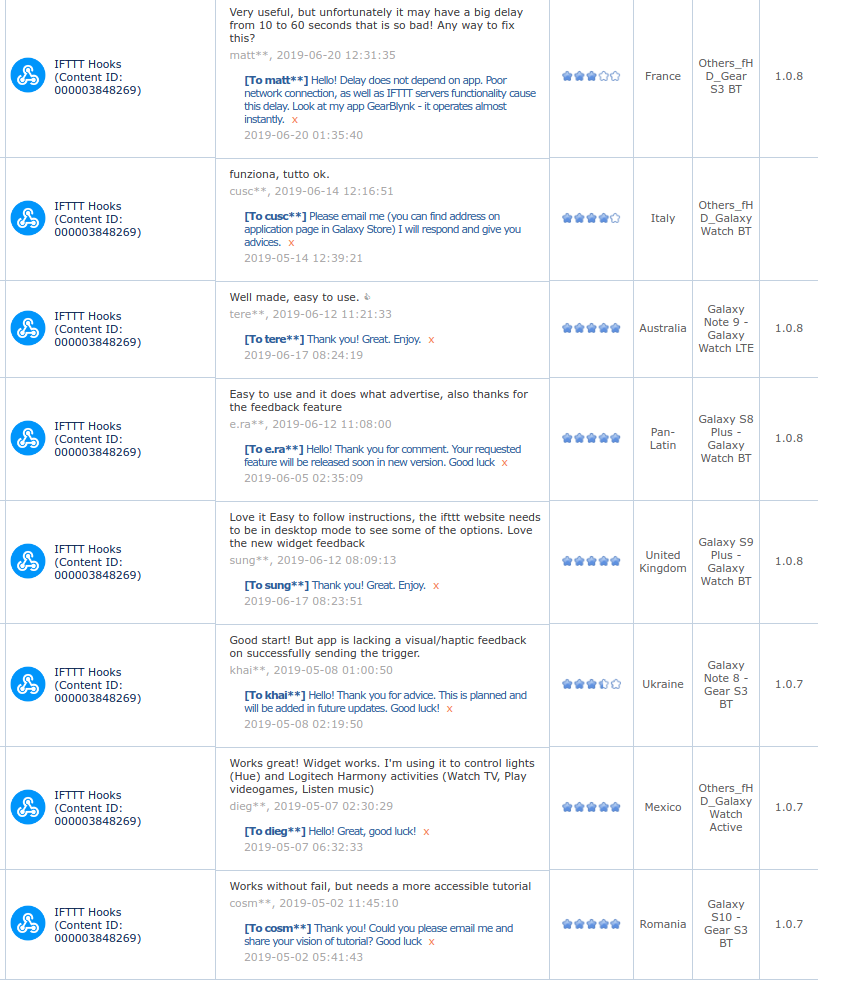 IFTTT Hooks
(Content ID:
000003848269)
Very useful, but unfortunately it may have a big delay
from 10 to 60 seconds that is so bad! Any way to fix
this?
matt**, 2019-06-20 12:31:35
[To matt**] Hello! Delay does not depend on app. Poor
network connection, as well as IFTTT servers functionality cause
this delay. Look at my app GearBlynk - it operates almost
instantly. x
2019-06-20 01:35:40
France
Others_fH
D_Gear
S3 BT
1.0.8
IFTTT Hooks
(Content ID:
000003848269)
funziona, tutto ok.
cusc**, 2019-06-14 12:16:51
[To cusc**] Please email me (you can find address on
application page in Galaxy Store) I will respond and give you
advices. x
2019-05-14 12:39:21
Italy
Others_fH
D_Galaxy
Watch BT
IFTTT Hooks
(Content ID:
000003848269)
Well made, easy to use. 👍
tere**, 2019-06-12 11:21:33
[To tere**] Thank you! Great. Enjoy. x
2019-06-17 08:24:19
Australia
Galaxy
Note 9 -
Galaxy
Watch LTE
1.0.8
IFTTT Hooks
(Content ID:
000003848269)
Easy to use and it does what advertise, also thanks for
the feedback feature
e.ra**, 2019-06-12 11:08:00
[To e.ra**] Hello! Thank you for comment. Your requested
feature will be released soon in new version. Good luck x
2019-06-05 02:35:09
Pan-
Latin
Galaxy S8
Plus -
Galaxy
Watch BT
1.0.8
IFTTT Hooks
(Content ID:
000003848269)
Love it Easy to follow instructions, the ifttt website needs
to be in desktop mode to see some of the options. Love
the new widget feedback
sung**, 2019-06-12 08:09:13
[To sung**] Thank you! Great. Enjoy. x
2019-06-17 08:23:51
United
Kingdom
Galaxy S9
Plus -
Galaxy
Watch BT
1.0.8
IFTTT Hooks
(Content ID:
000003848269)
Good start! But app is lacking a visual/haptic feedback
on successfully sending the trigger.
khai**, 2019-05-08 01:00:50
[To khai**] Hello! Thank you for advice. This is planned and
will be added in future updates. Good luck! x
2019-05-08 02:19:50
Ukraine
Galaxy
Note 8 -
Gear S3
BT
1.0.7
IFTTT Hooks
(Content ID:
000003848269)
Works great! Widget works. I'm using it to control lights
(Hue) and Logitech Harmony activities (Watch TV, Play
videogames, Listen music)
dieg**, 2019-05-07 02:30:29
[To dieg**] Hello! Great, good luck! x
2019-05-07 06:32:33
Mexico
Others_fH
D_Galaxy
Watch
Active
1.0.7
IFTTT Hooks
(Content ID:
000003848269)
Works without fail, but needs a more accessible tutorial
cosm**, 2019-05-02 11:45:10
[To cosm**] Thank you! Could you please email me and
share your vision of tutorial? Good luck x
2019-05-02 05:41:43
Romania
Galaxy
S10 -
Gear S3
BT
1.0.7